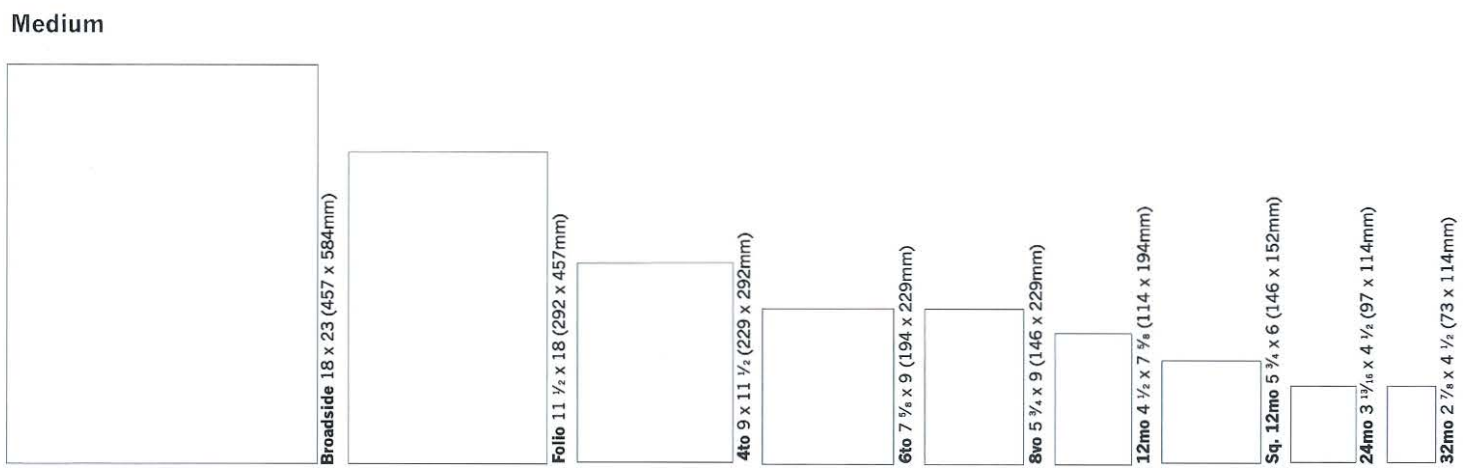 Medium
Broadside 18 x 23 (457 x 584mm)
Folio 11 ½ x 18 (292 x 457mm)
4to 9 x 11 ½ (229 x 292mm)
6to 7 ⅝ x 9 (194 x 229mm)
8vo 5 ¾ x 9 (146 x 229mm)
12mo 4 ½ x 7 ⅝ (114 x 194mm)
Sq. 12mo 5 ¾ x 6 (146 x 152mm)
24mo 3 ¹³⁄₁₆ x 4 ½ (97 x 114mm)
32mo 2 ⅞ x 4 ½ (73 x 114mm)